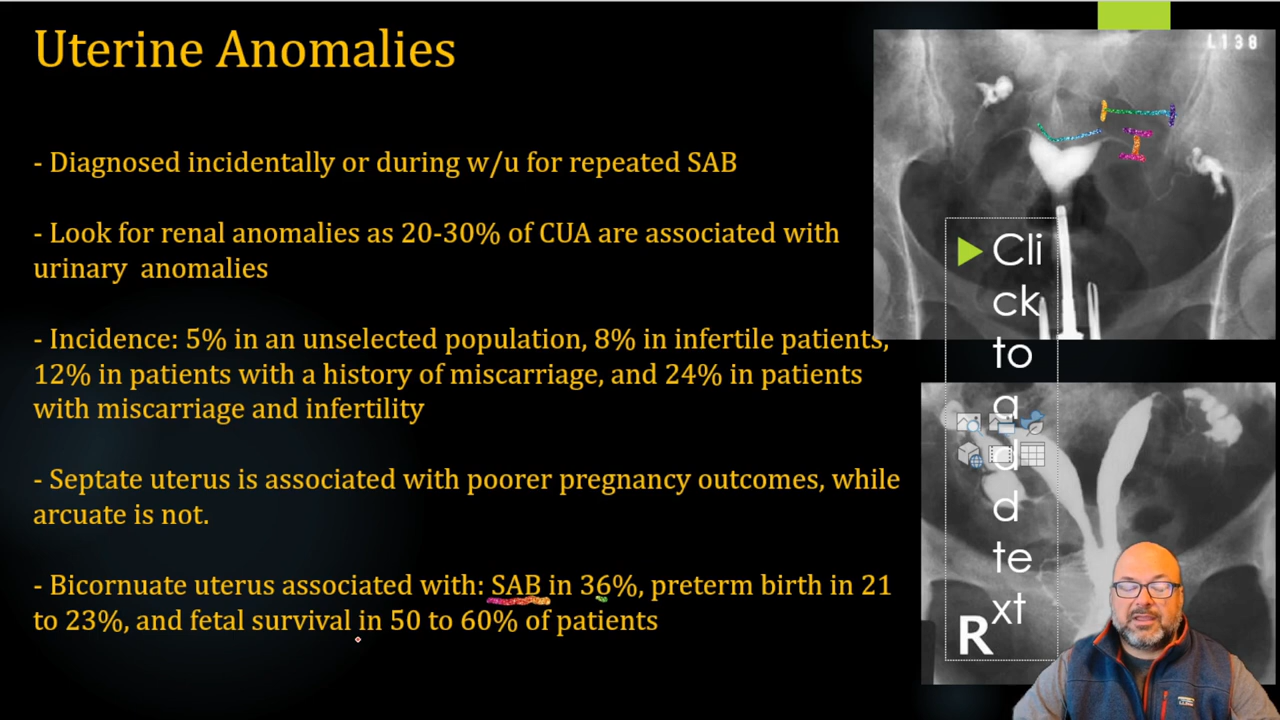 Uterine Anomalies
- Diagnosed incidentally or during w/u for repeated SAB
- Look for renal anomalies as 20-30% of CUA are associated with
urinary anomalies
- Incidence: 5% in an unselected population, 8% in infertile patients,
12% in patients with a history of miscarriage, and 24% in patients
with miscarriage and infertility
- Septate uterus is associated with poorer pregnancy outcomes, while
arcuate is not.
- Bicornuate uterus associated with: SAB in 36%, preterm birth in 21
to 23%, and fetal survival in 50 to 60% of patients
L138
Cli
ck
to
a
d
d
te
xt
R